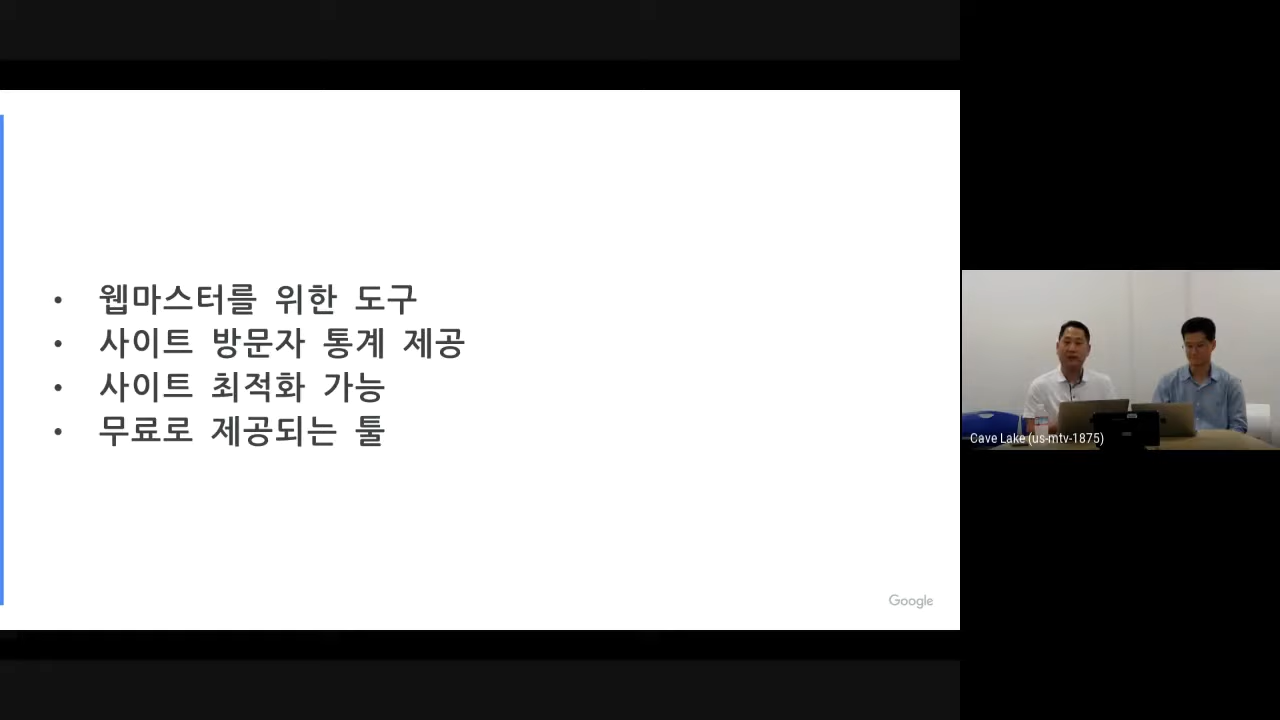 • 웹마스터를 위한 도구
• 사이트 방문자 통계 제공
• 사이트 최적화 가능
• 무료로 제공되는 툴
Google
Cave Lake (us-mtv-1875)